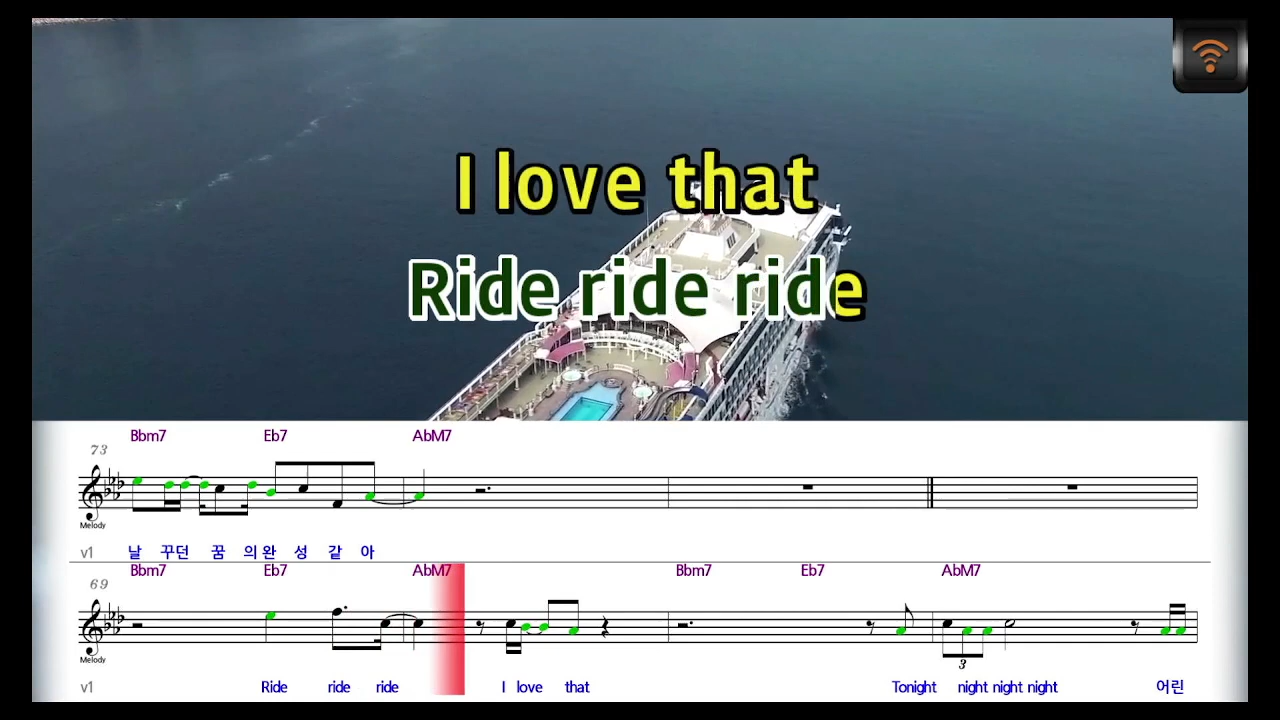 I love that
Ride ride ride
Bbm7 Eb7 AbM7
73
Melody
v1 날 꾸던 꿈 의 완 성 같 아
Bbm7 Eb7 AbM7 Bbm7 Eb7 AbM7
69
Melody
3
v1 Ride ride ride I love that Tonight night night night 어린